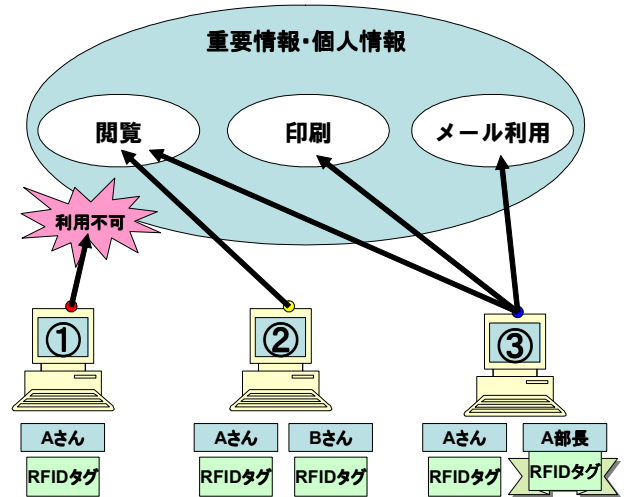 重要情報・個人情報
閲覧
印刷
メール利用
利用不可
①
②
③
Aさん
Aさん
Bさん
Aさん
A部長
RFIDタグ
RFIDタグ
RFIDタグ
RFIDタグ
RFIDタグ